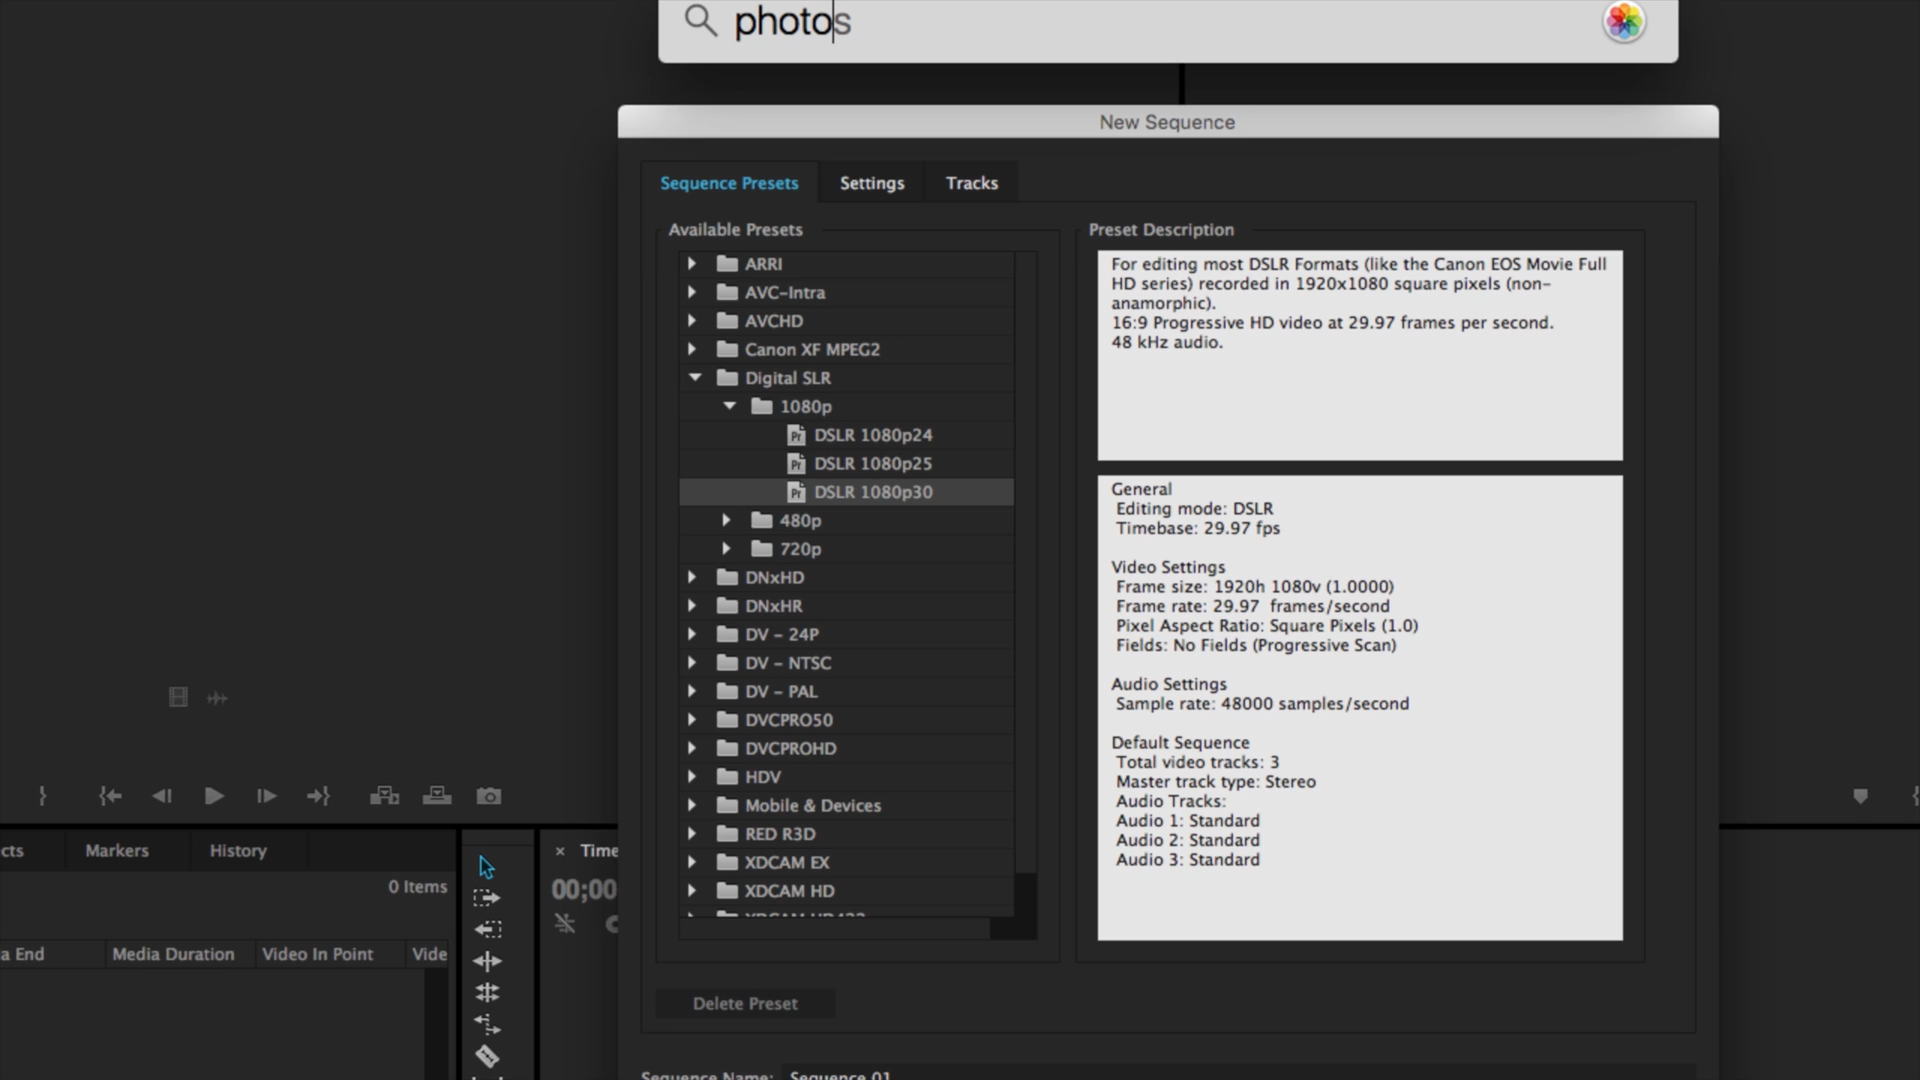 photos
New Sequence
Sequence Presets
Settings
Tracks
Available Presets
ARRI
AVC-Intra
AVCHD
Canon XF MPEG2
Digital SLR
1080p
DSLR 1080p24
DSLR 1080p25
DSLR 1080p30
480p
720p
DNxHD
DNxHR
DV - 24P
DV - NTSC
DV - PAL
DVCPRO50
DVCPROHD
HDV
Mobile & Devices
RED R3D
XDCAM EX
XDCAM HD
XDCAM HD422
Delete Preset
Preset Description
For editing most DSLR Formats (like the Canon EOS Movie Full
HD series) recorded in 1920x1080 square pixels (non-
anamorphic).
16:9 Progressive HD video at 29.97 frames per second.
48 kHz audio.
General
Editing mode: DSLR
Timebase: 29.97 fps
Video Settings
Frame size: 1920h 1080v (1.0000)
Frame rate: 29.97 frames/second
Pixel Aspect Ratio: Square Pixels (1.0)
Fields: No Fields (Progressive Scan)
Audio Settings
Sample rate: 48000 samples/second
Default Sequence
Total video tracks: 3
Master track type: Stereo
Audio Tracks:
Audio 1: Standard
Audio 2: Standard
Audio 3: Standard
Sequence Name: Sequence 01
cts
Markers
History
0 Items
a End
Media Duration
Video In Point
Vide
× Time
00;00